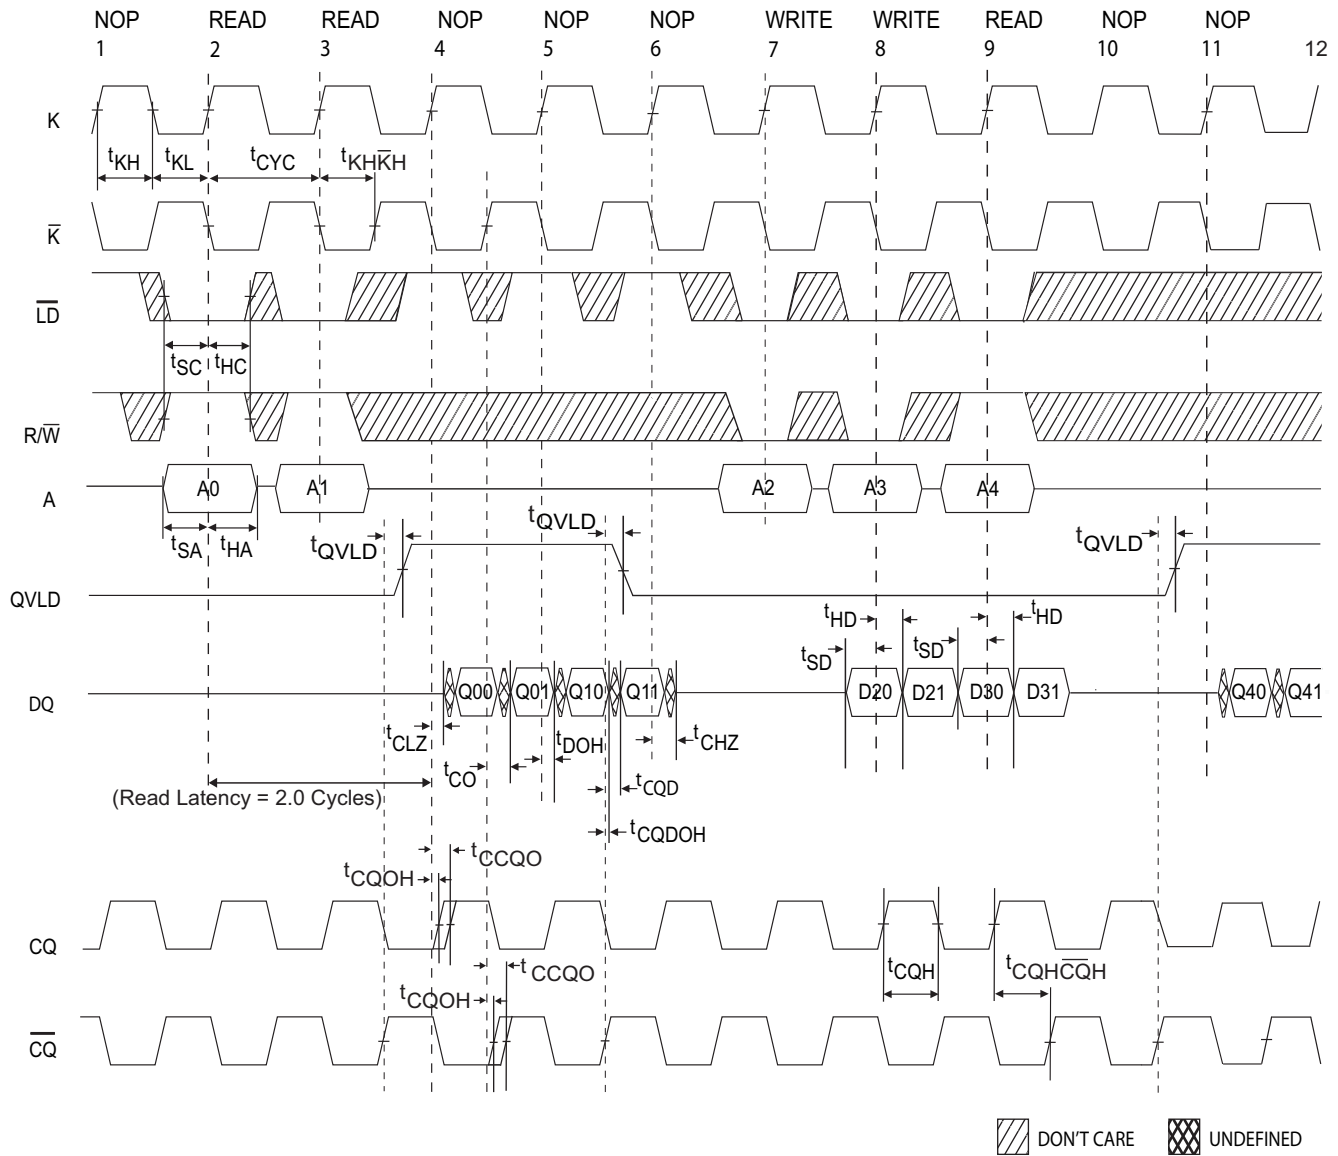 NOP READ READ NOP NOP NOP WRITE WRITE READ NOP NOP
1 2 3 4 5 6 7 8 9 10 11 12
K
tKH tKL tCYC tKHK̅H
K̅
L̅D̅
tSC tHC
R/W̅
A A0 A1 A2 A3 A4
tSA tHA tQVLD tQVLD tQVLD
QVLD
tHD tHD
tSD tSD
DQ Q00 Q01 Q10 Q11 D20 D21 D30 D31 Q40 Q41
tCLZ tDOH tCHZ
tCO tCQD
(Read Latency = 2.0 Cycles)
tCQDOH
tCCQO
tCQOH
CQ
tCQH tCQHC̅Q̅H
tCCQO
tCQOH
C̅Q̅
DON'T CARE UNDEFINED